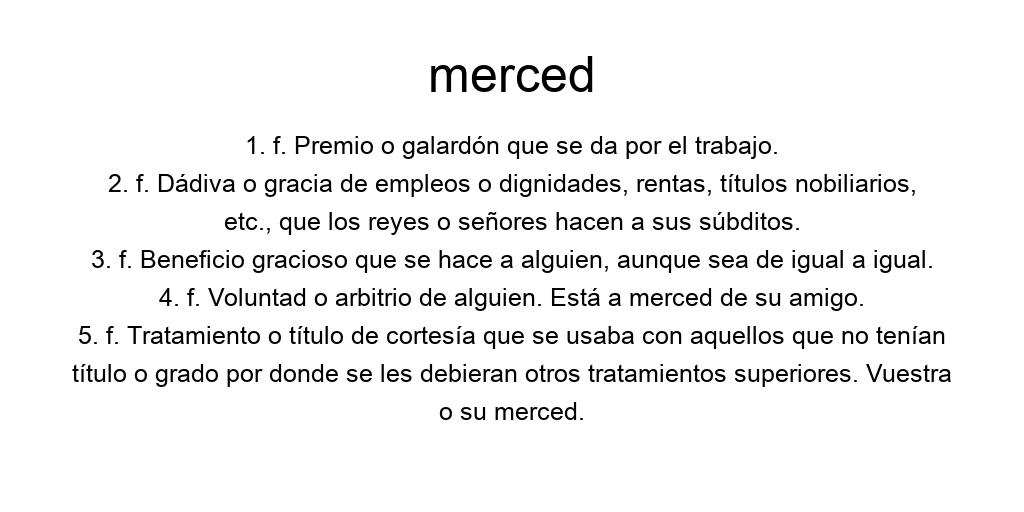 merced
1. f. Premio o galardón que se da por el trabajo.
2. f. Dádiva o gracia de empleos o dignidades, rentas, títulos nobiliarios,
etc., que los reyes o señores hacen a sus súbditos.
3. f. Beneficio gracioso que se hace a alguien, aunque sea de igual a igual.
4. f. Voluntad o arbitrio de alguien. Está a merced de su amigo.
5. f. Tratamiento o título de cortesía que se usaba con aquellos que no tenían
título o grado por donde se les debieran otros tratamientos superiores. Vuestra
o su merced.